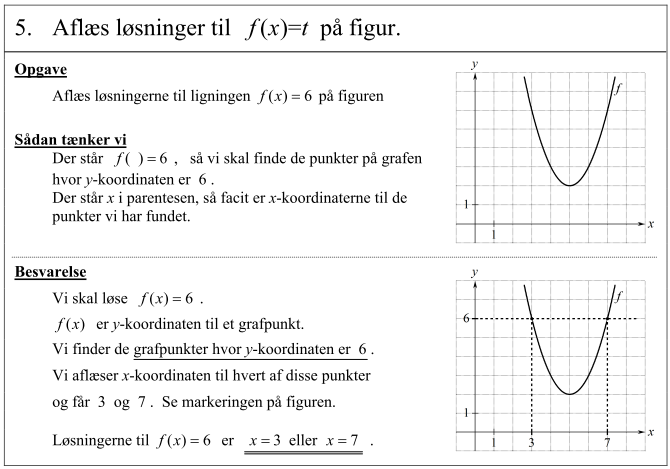 5. Aflæs løsninger til f(x)=t på figur.
Opgave
Aflæs løsningerne til ligningen f(x) = 6 på figuren
Sådan tænker vi
Der står f( ) = 6 , så vi skal finde de punkter på grafen
hvor y-koordinaten er 6 .
Der står x i parentesen, så facit er x-koordinaterne til de
punkter vi har fundet.
y
f
1
x
1
Besvarelse
Vi skal løse f(x) = 6 .
f(x) er y-koordinaten til et grafpunkt.
Vi finder de grafpunkter hvor y-koordinaten er 6 .
Vi aflæser x-koordinaten til hvert af disse punkter
og får 3 og 7 . Se markeringen på figuren.
Løsningerne til f(x) = 6 er x = 3 eller x = 7 .
y
f
6
1
x
1 3 7